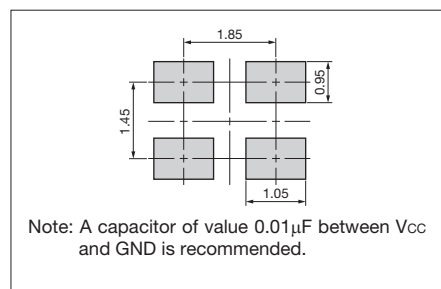 1.85
0.95
1.45
1.05
Note: A capacitor of value 0.01μF between Vcc
and GND is recommended.